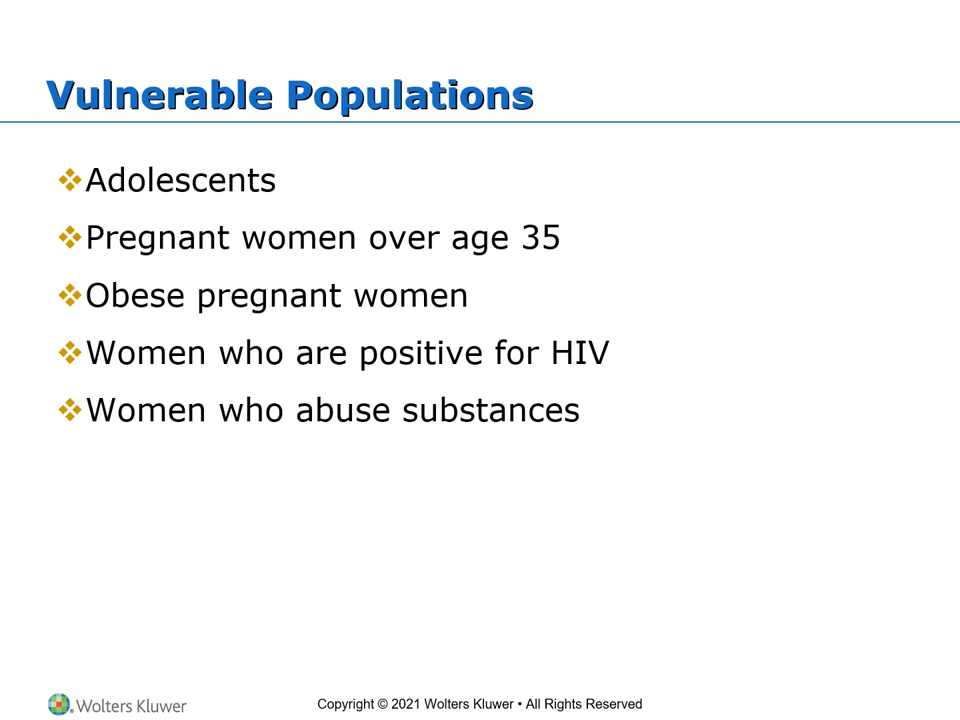 Vulnerable Populations
❖Adolescents
❖Pregnant women over age 35
❖Obese pregnant women
❖Women who are positive for HIV
❖Women who abuse substances
Wolters Kluwer
Copyright © 2021 Wolters Kluwer • All Rights Reserved